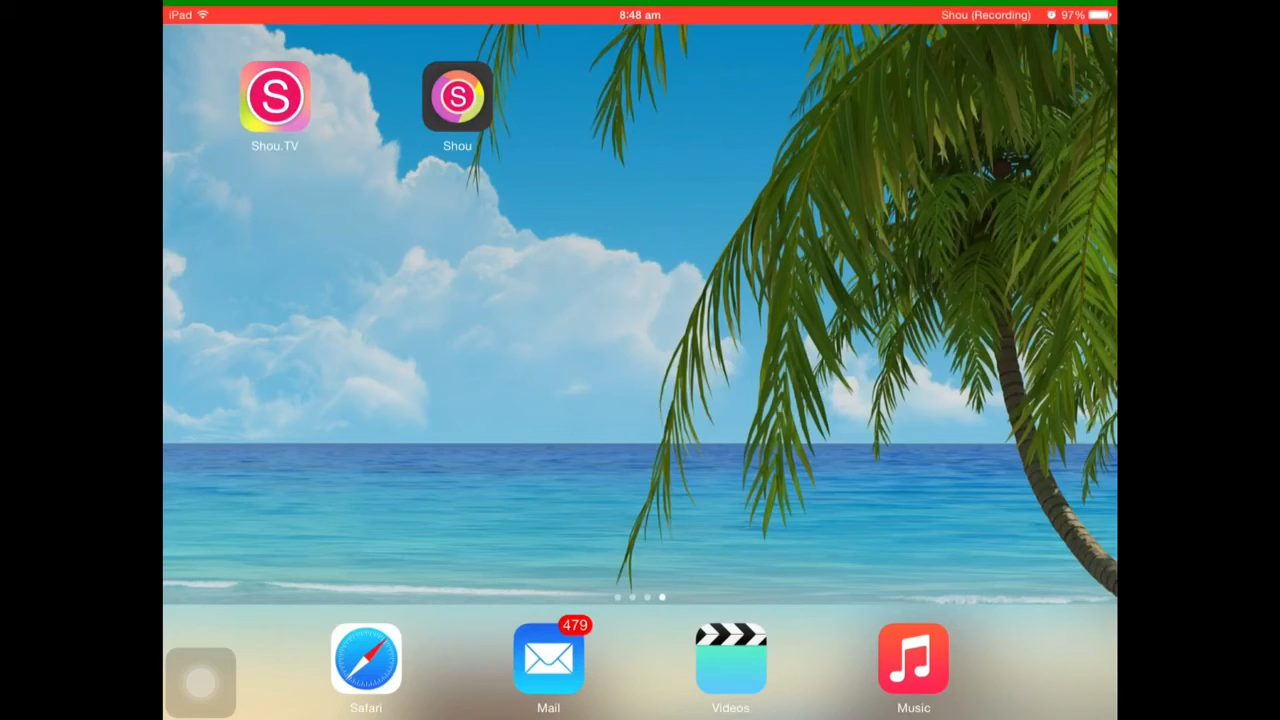 iPad 8:48 am Shou (Recording) 97%
S S
Shou.TV Shou
479
Safari Mail Videos Music